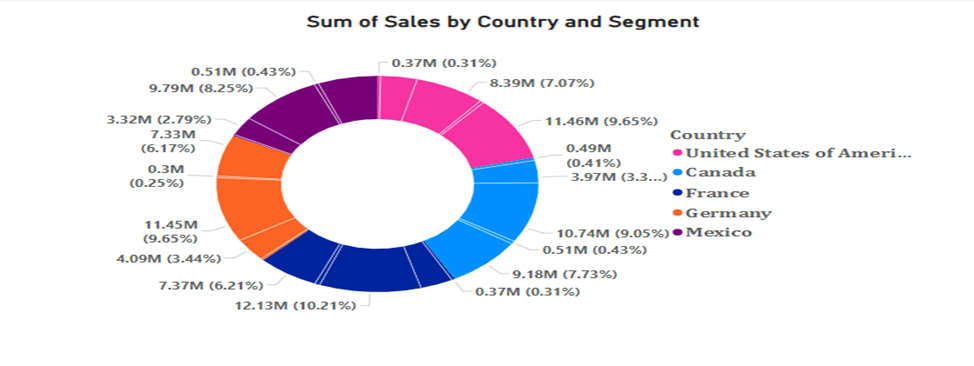 Sum of Sales by Country and Segment
0.37M (0.31%)
8.39M (7.07%)
11.46M (9.65%)
0.49M
(0.41%)
3.97M (3.3...)
10.74M (9.05%)
0.51M (0.43%)
9.18M (7.73%)
0.37M (0.31%)
12.13M (10.21%)
7.37M (6.21%)
4.09M (3.44%)
11.45M
(9.65%)
0.3M
(0.25%)
7.33M
(6.17%)
3.32M (2.79%)
9.79M (8.25%)
0.51M (0.43%)
Country
United States of Ameri...
Canada
France
Germany
Mexico